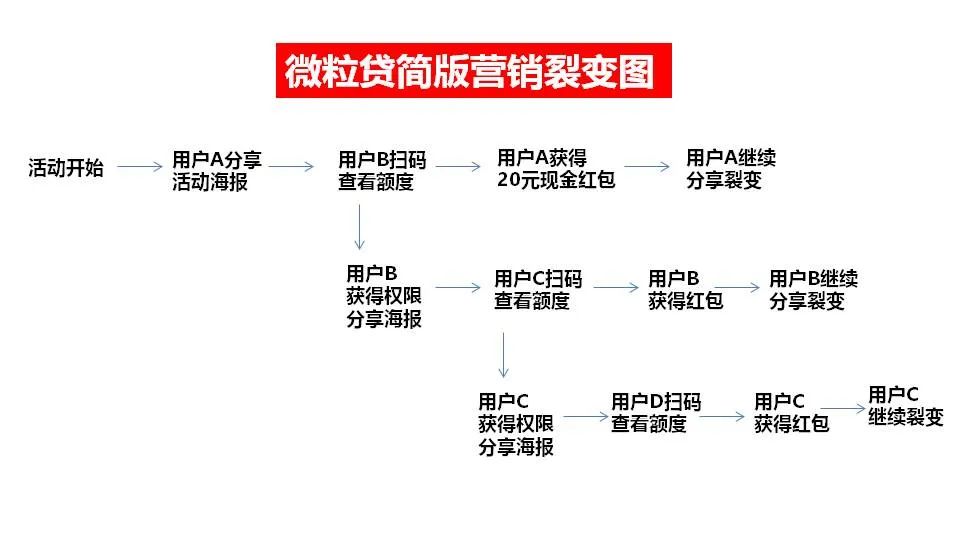 微粒贷简版营销裂变图
活动开始
用户A分享
活动海报
用户B扫码
查看额度
用户A获得
20元现金红包
用户A继续
分享裂变
用户B
获得权限
分享海报
用户C扫码
查看额度
用户B
获得红包
用户B继续
分享裂变
用户C
获得权限
分享海报
用户D扫码
查看额度
用户C
获得红包
用户C
继续裂变